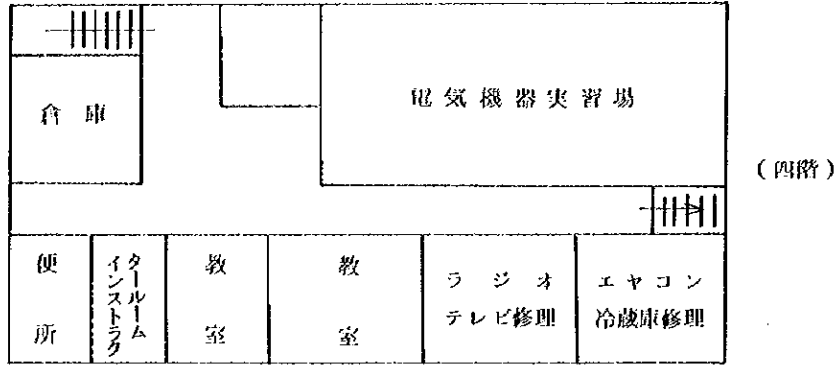 倉庫
電気機器実習場
(四階)
便所
インストラク
タールーム
教室
教室
ラジオ
テレビ修理
エヤコン
冷蔵庫修理